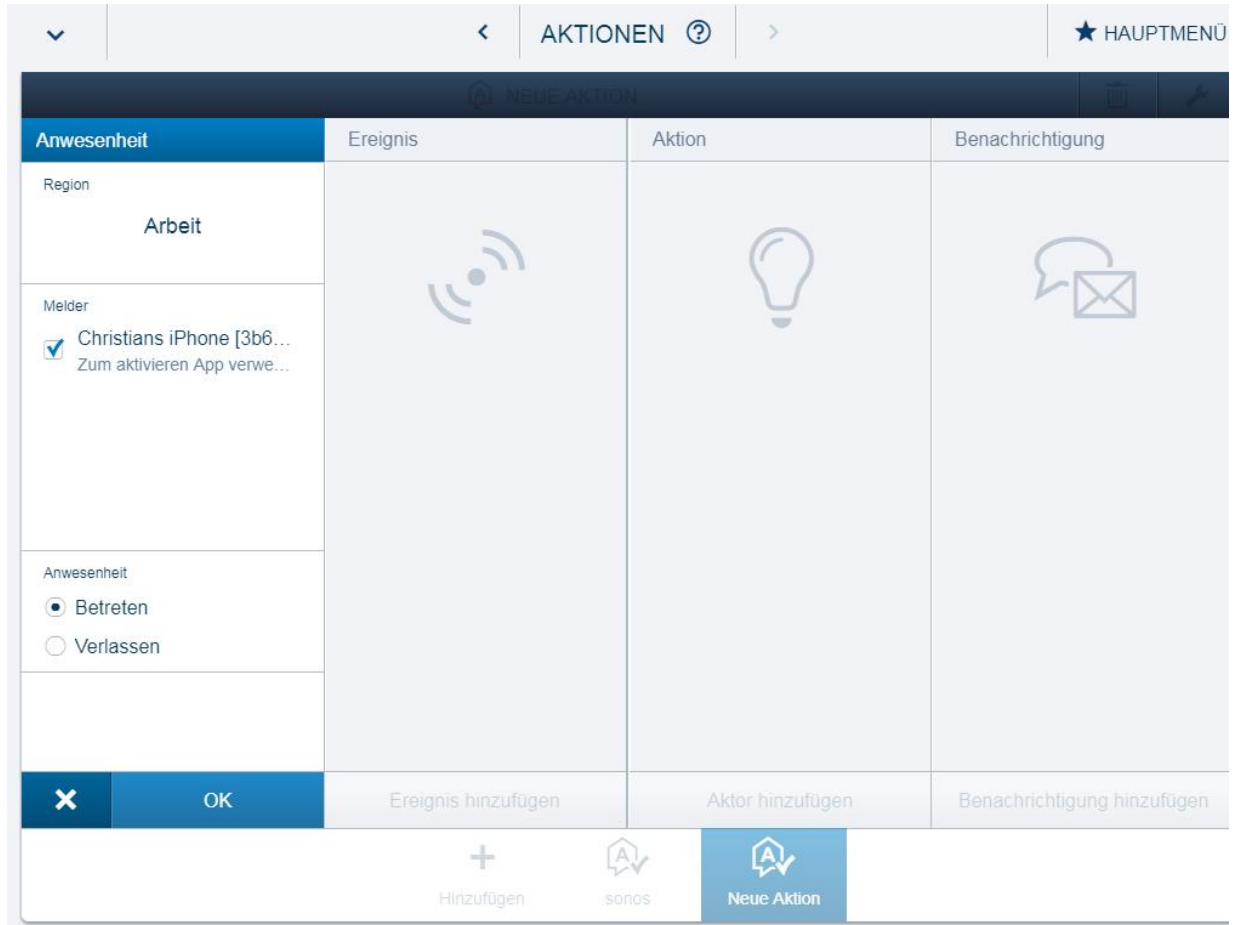 AKTIONEN ?
HAUPTMENÜ
NEUE AKTION
Anwesenheit
Ereignis
Aktion
Benachrichtigung
Region
Arbeit
Melder
Christians iPhone [3b6...
Zum aktivieren App verwe...
Anwesenheit
Betreten
Verlassen
OK
Ereignis hinzufügen
Aktor hinzufügen
Benachrichtigung hinzufügen
Hinzufügen
A
sonos
A
Neue Aktion